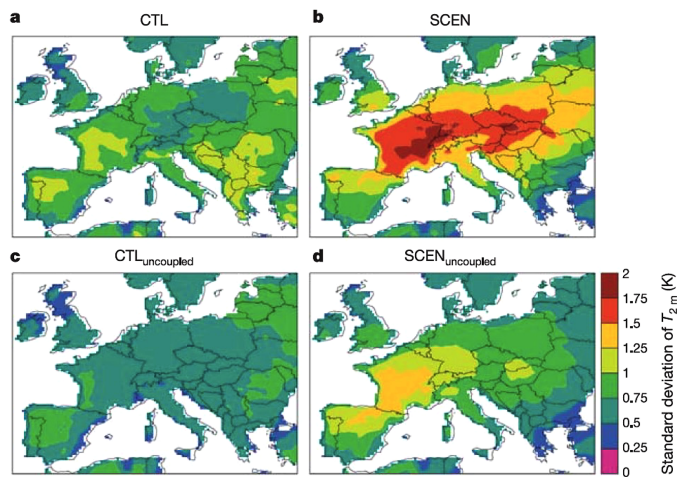 a CTL
b SCEN
c CTLuncoupled
d SCENuncoupled
2
1.75
1.5
1.25
1
0.75
0.5
0.25
0
Standard deviation of T2 m (K)